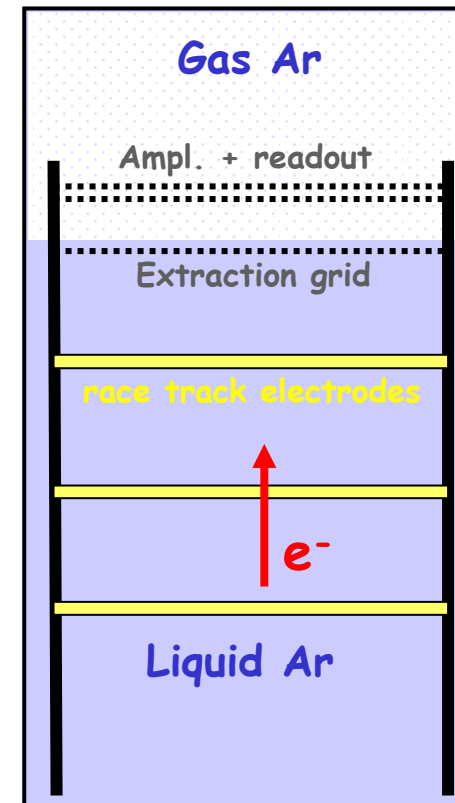 Gas Ar
Ampl. + readout
Extraction grid
race track electrodes
e⁻
Liquid Ar